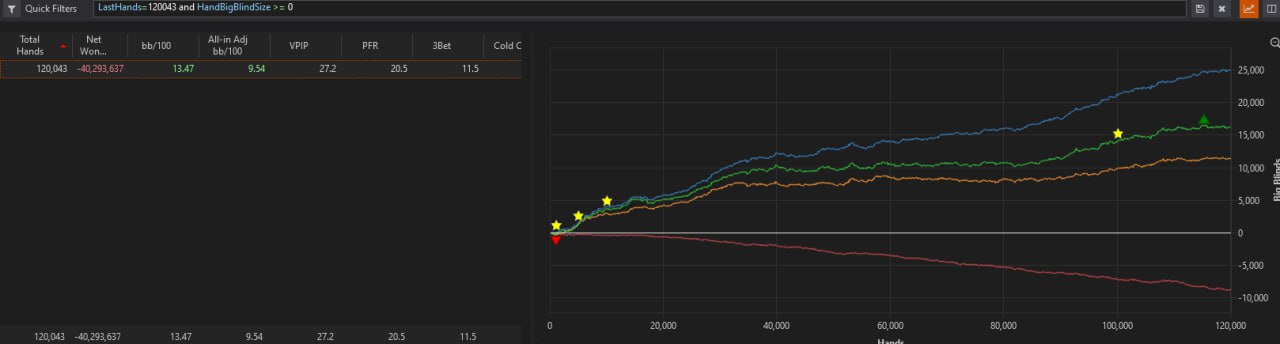 Quick Filters LastHands=120043 and HandBigBlindSize >= 0
Total Hands Net Won... bb/100 All-in Adj bb/100 VPIP PFR 3Bet Cold C
120,043 -40,293,637 13.47 9.54 27.2 20.5 11.5
25,000
20,000
15,000
10,000
5,000
0
-5,000
-10,000
Big Blinds
0 20,000 40,000 60,000 80,000 100,000 120,000
120,043 -40,293,637 13.47 9.54 27.2 20.5 11.5
Hands